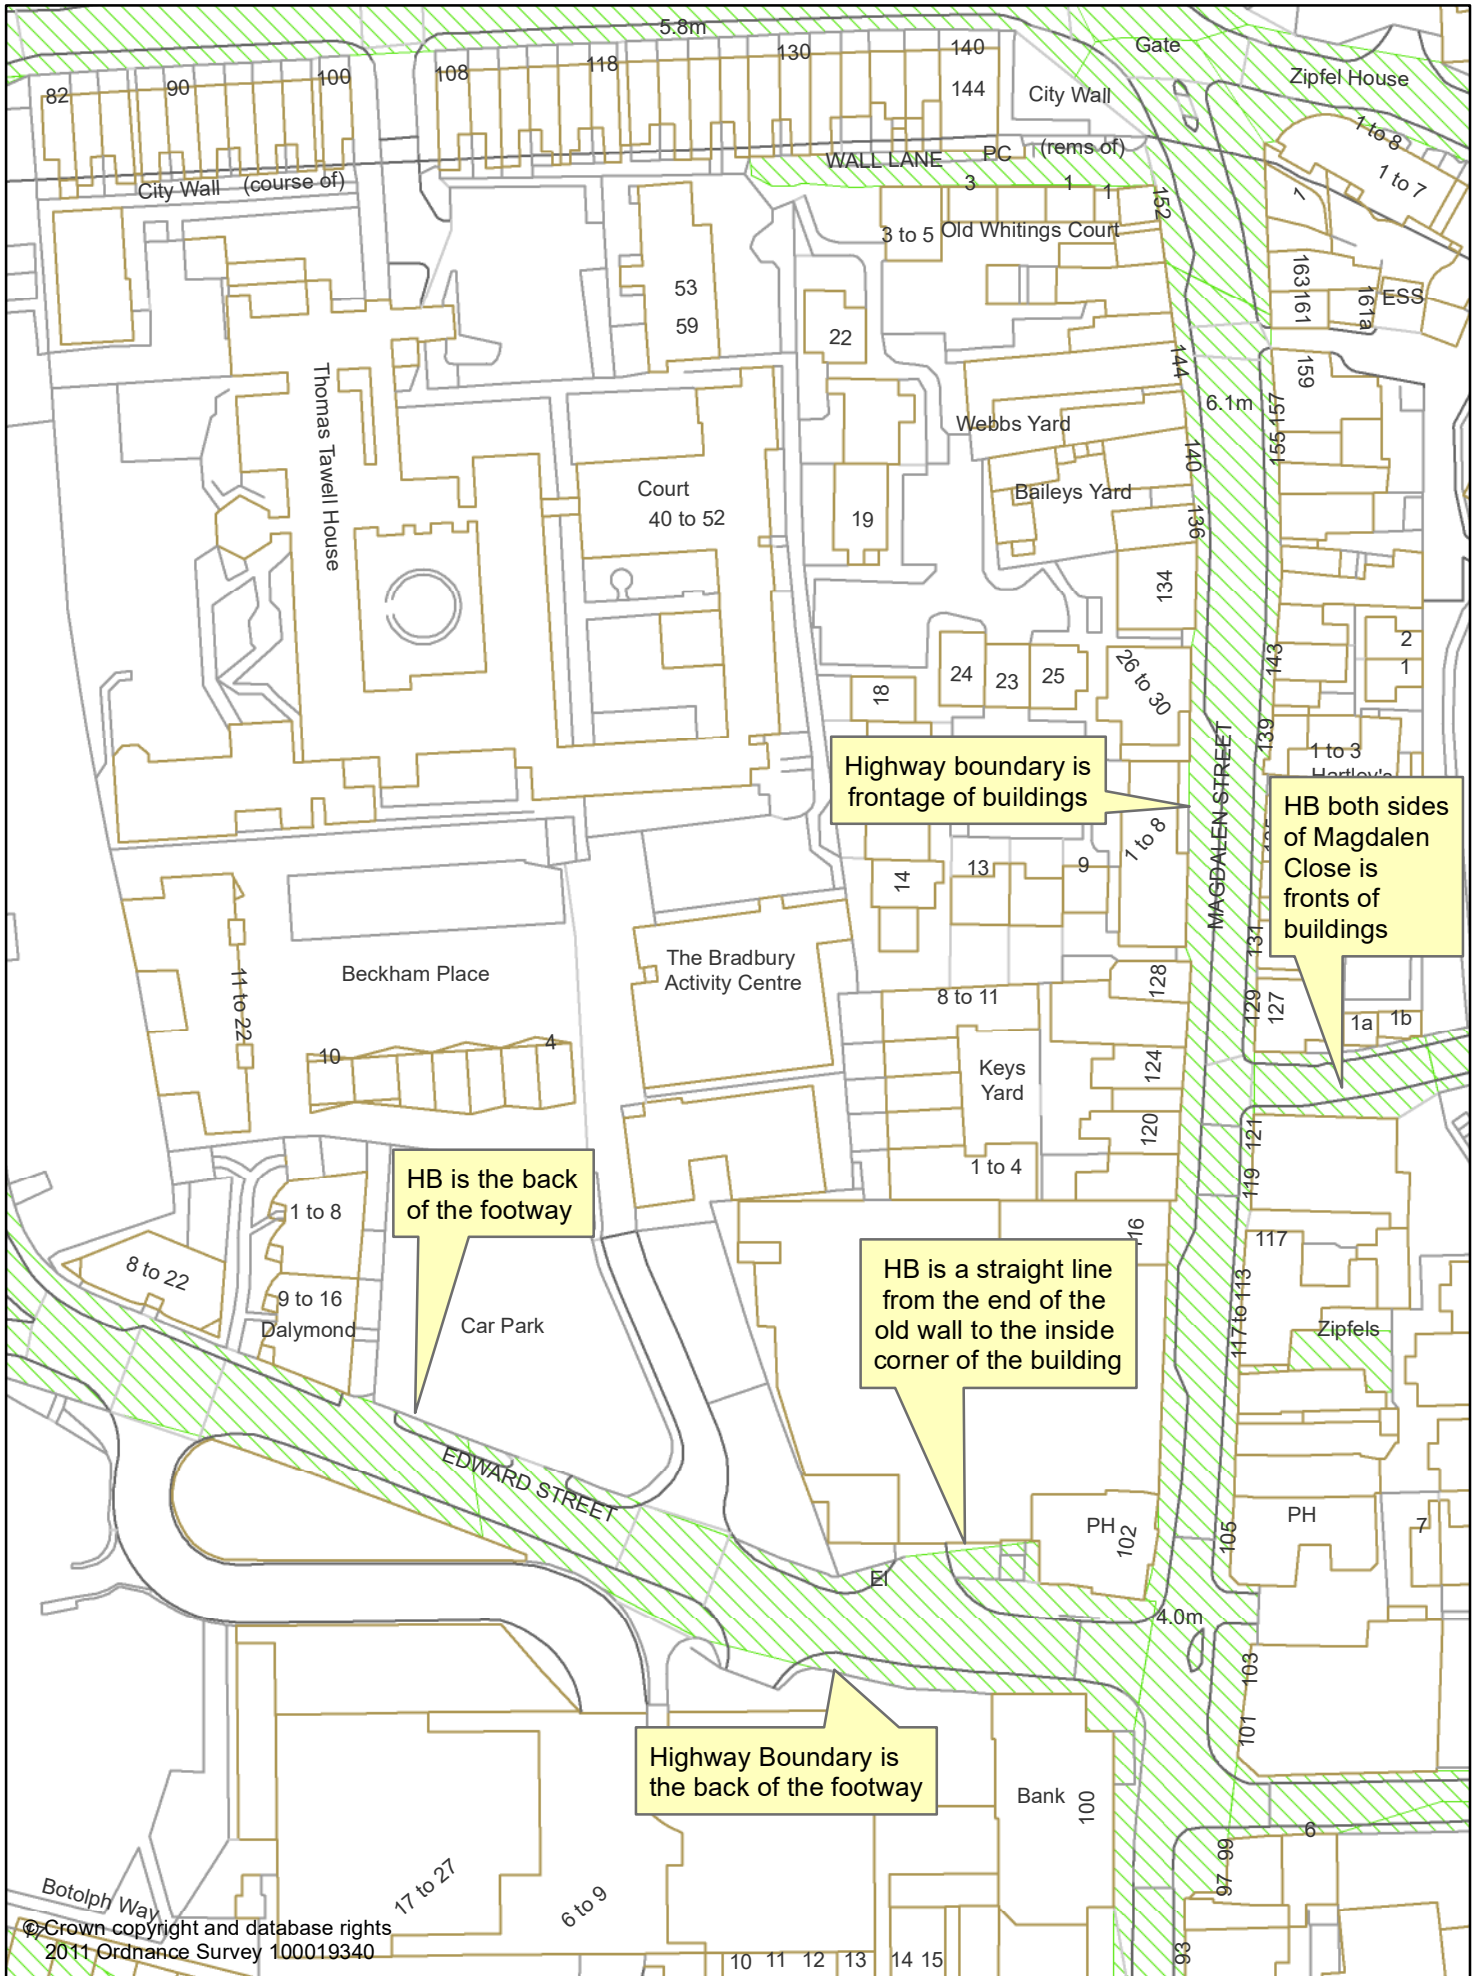 5.8m
Gate
Zipfel House
82
90
100
108
118
130
140
144
City Wall
1 to 8
1 to 7
City Wall (course of)
WALL LANE
PC
(rems of)
3
1
1
152
1
3 to 5
Old Whitings Court
53
59
22
163
161
161a
ESS
144
159
6.1m
Thomas Tawell House
Webbs Yard
140
155 157
Court
40 to 52
19
Baileys Yard
136
134
2
1
143
24
23
25
26 to 30
18
139
1 to 3
Hartley's
MAGDALEN STREET
Highway boundary is
frontage of buildings
HB both sides
of Magdalen
Close is
fronts of
buildings
1 to 8
14
13
9
131
11 to 22
Beckham Place
The Bradbury
Activity Centre
8 to 11
128
129
127
1a
1b
10
4
Keys
Yard
124
120
121
1 to 4
119
HB is the back
of the footway
1 to 8
8 to 22
9 to 16
Dalymond
Car Park
16
117
117 to 113
Zipfels
HB is a straight line
from the end of the
old wall to the inside
corner of the building
EDWARD STREET
PH
102
105
PH
7
El
4.0m
103
101
Highway Boundary is
the back of the footway
Bank
100
6
97 99
17 to 27
6 to 9
Botolph Way
© Crown copyright and database rights
2011 Ordnance Survey 100019340
10
11
12
13
14
15
93